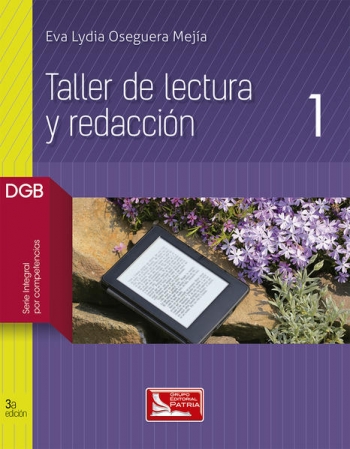 Eva Lydia Oseguera Mejía
Taller de lectura
y redacción
1
DGB
Serie integral
por competencias
3a
edición
GRUPO
EDITORIAL
PATRIA